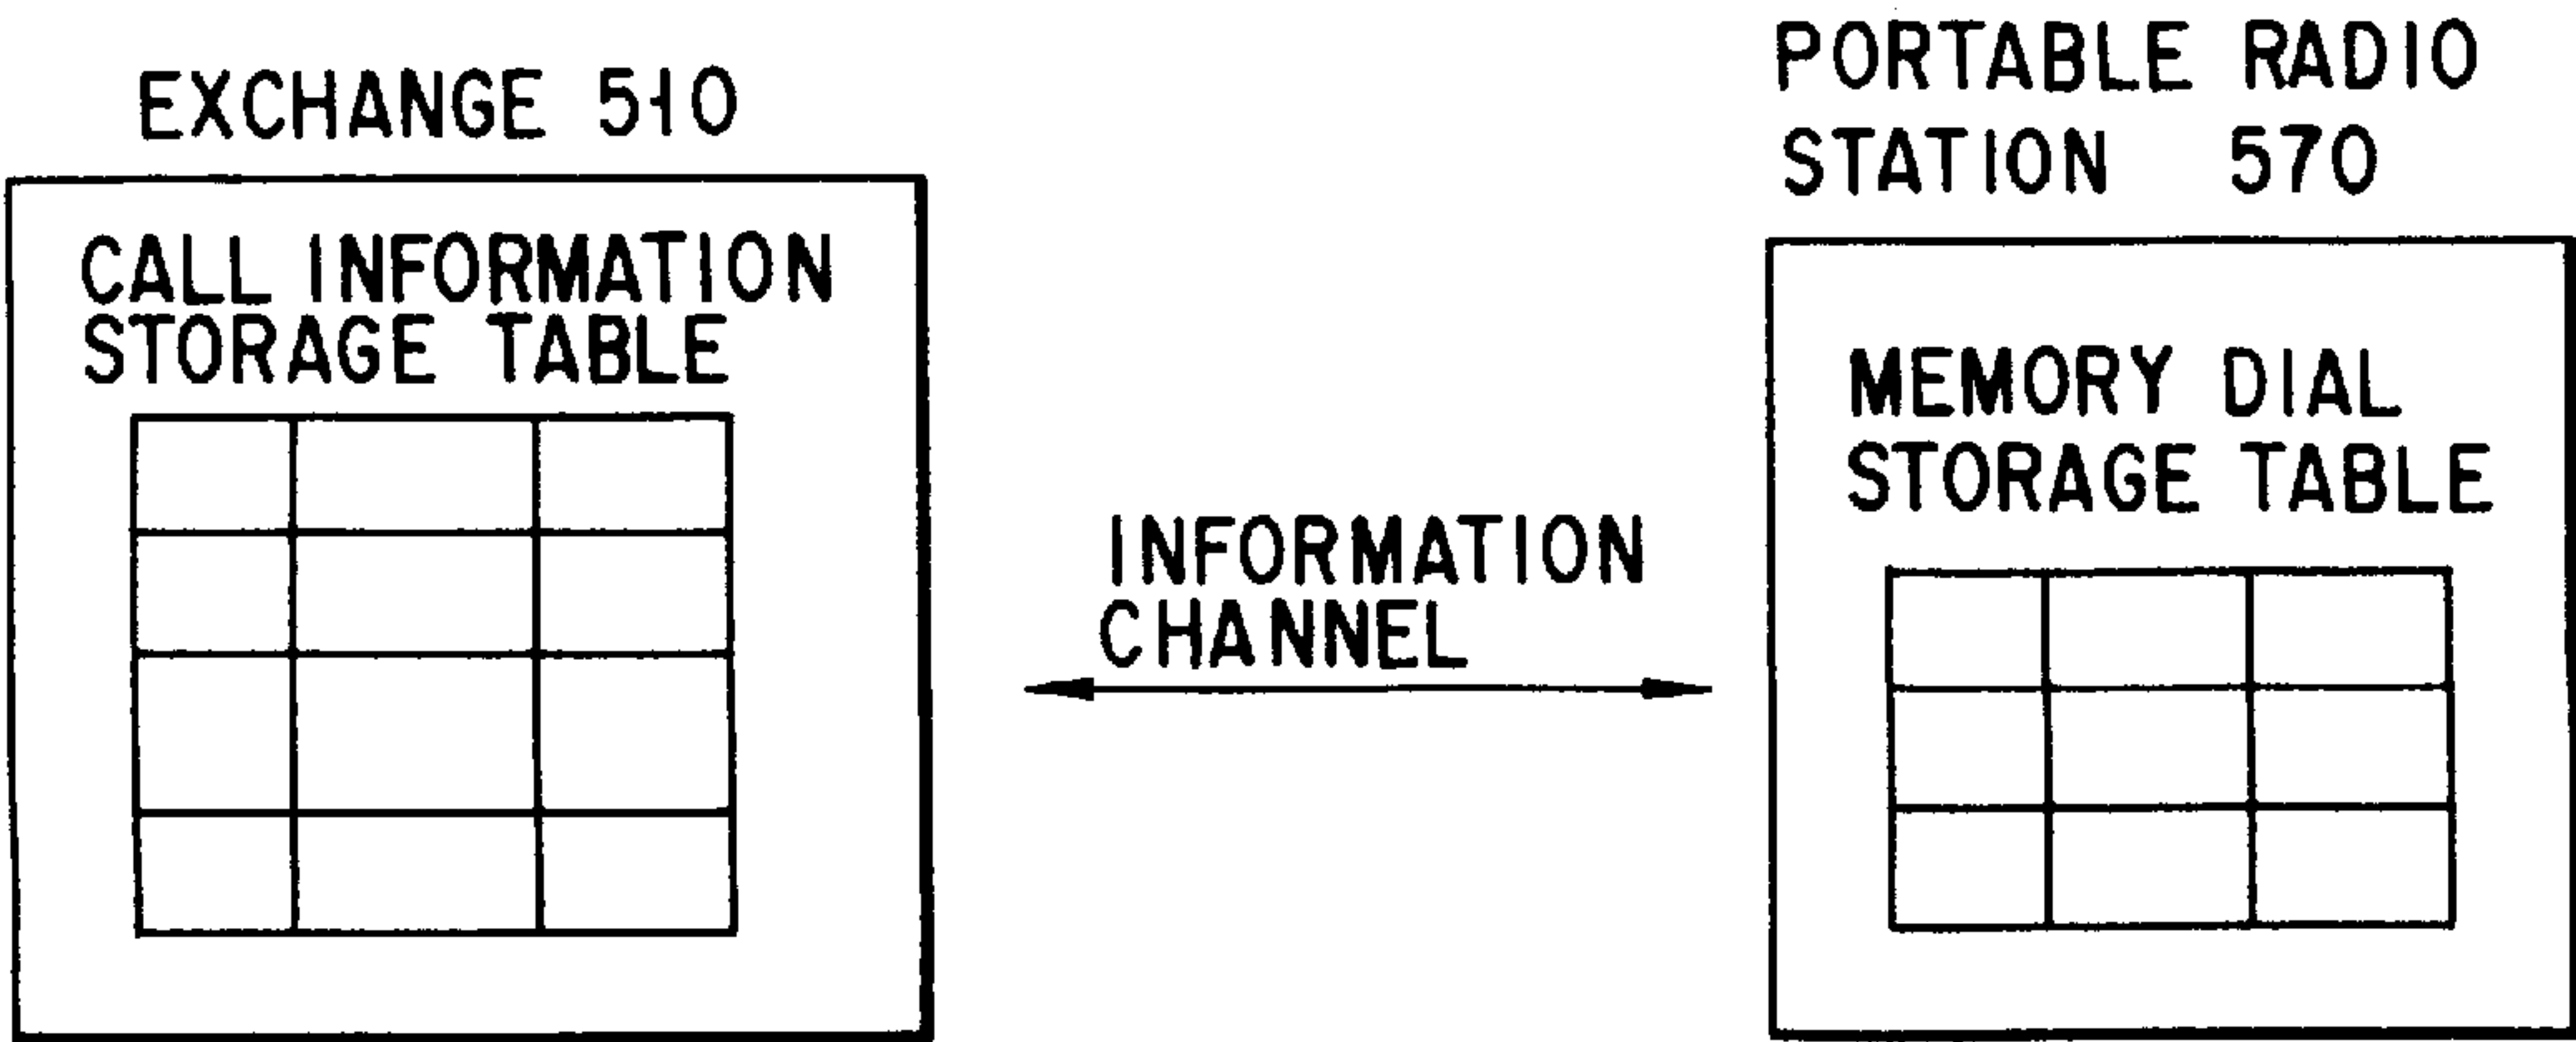 EXCHANGE 510
CALL INFORMATION
STORAGE TABLE
INFORMATION
CHANNEL
PORTABLE RADIO
STATION 570
MEMORY DIAL
STORAGE TABLE